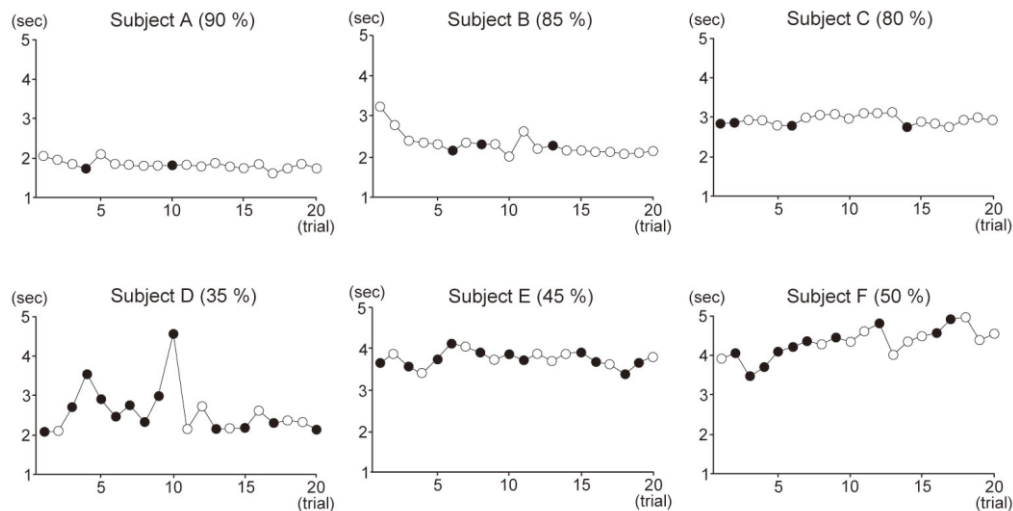 (sec) Subject A (90 %)
5
4
3
2
1
5 10 15 20
(trial)
(sec) Subject B (85 %)
5
4
3
2
1
5 10 15 20
(trial)
(sec) Subject C (80 %)
5
4
3
2
1
5 10 15 20
(trial)
(sec) Subject D (35 %)
5
4
3
2
1
5 10 15 20
(trial)
(sec) Subject E (45 %)
5
4
3
2
1
5 10 15 20
(trial)
(sec) Subject F (50 %)
5
4
3
2
1
5 10 15 20
(trial)